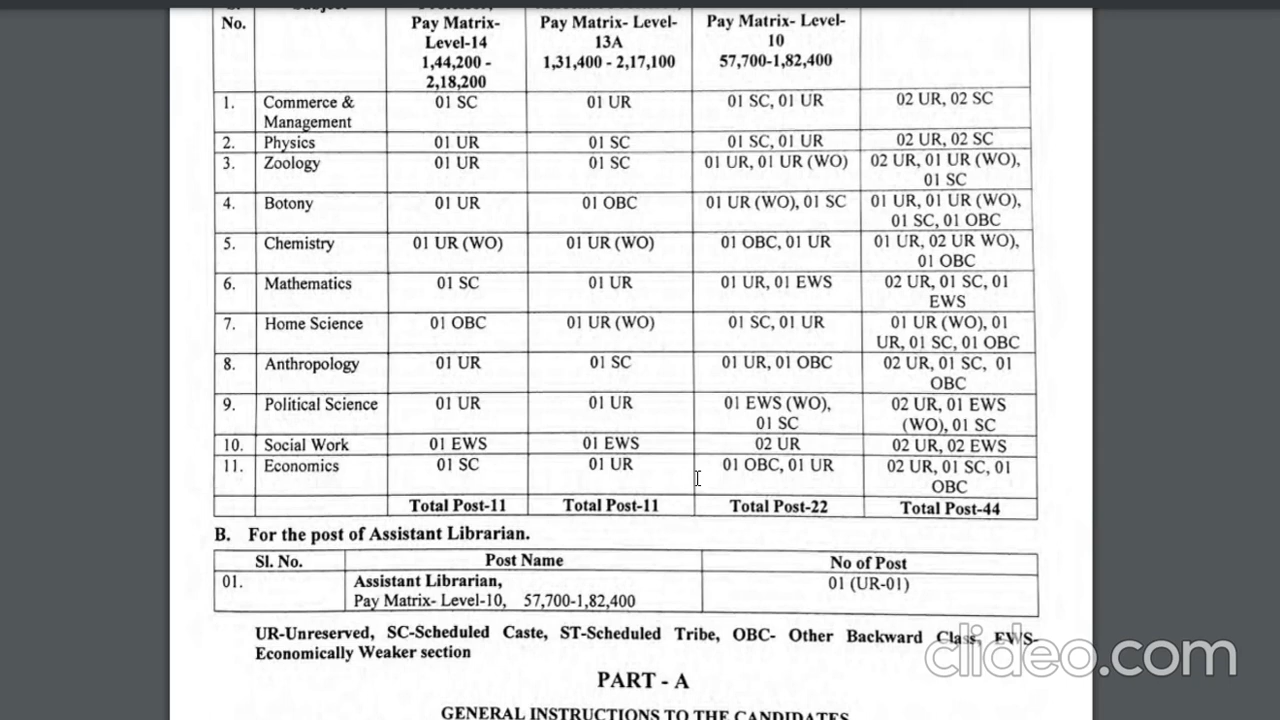 No.
Pay Matrix- Level-14 1,44,200 - 2,18,200
Pay Matrix- Level-13A 1,31,400 - 2,17,100
Pay Matrix- Level-10 57,700-1,82,400
1. Commerce & Management 01 SC 01 UR 01 SC, 01 UR 02 UR, 02 SC
2. Physics 01 UR 01 SC 01 SC, 01 UR 02 UR, 02 SC
3. Zoology 01 UR 01 SC 01 UR, 01 UR (WO) 02 UR, 01 UR (WO), 01 SC
4. Botony 01 UR 01 OBC 01 UR (WO), 01 SC 01 UR, 01 UR (WO), 01 SC, 01 OBC
5. Chemistry 01 UR (WO) 01 UR (WO) 01 OBC, 01 UR 01 UR, 02 UR WO), 01 OBC
6. Mathematics 01 SC 01 UR 01 UR, 01 EWS 02 UR, 01 SC, 01 EWS
7. Home Science 01 OBC 01 UR (WO) 01 SC, 01 UR 01 UR (WO), 01 UR, 01 SC, 01 OBC
8. Anthropology 01 UR 01 SC 01 UR, 01 OBC 02 UR, 01 SC, 01 OBC
9. Political Science 01 UR 01 UR 01 EWS (WO), 01 SC 02 UR, 01 EWS (WO), 01 SC
10. Social Work 01 EWS 01 EWS 02 UR 02 UR, 02 EWS
11. Economics 01 SC 01 UR 01 OBC, 01 UR 02 UR, 01 SC, 01 OBC
Total Post-11 Total Post-11 Total Post-22 Total Post-44
B. For the post of Assistant Librarian.
Sl. No. Post Name No of Post
01. Assistant Librarian, 01 (UR-01)
Pay Matrix- Level-10, 57,700-1,82,400
UR-Unreserved, SC-Scheduled Caste, ST-Scheduled Tribe, OBC- Other Backward Class, EWS-
Economically Weaker section
PART - A
GENERAL INSTRUCTIONS TO THE CANDIDATES
clideo.com